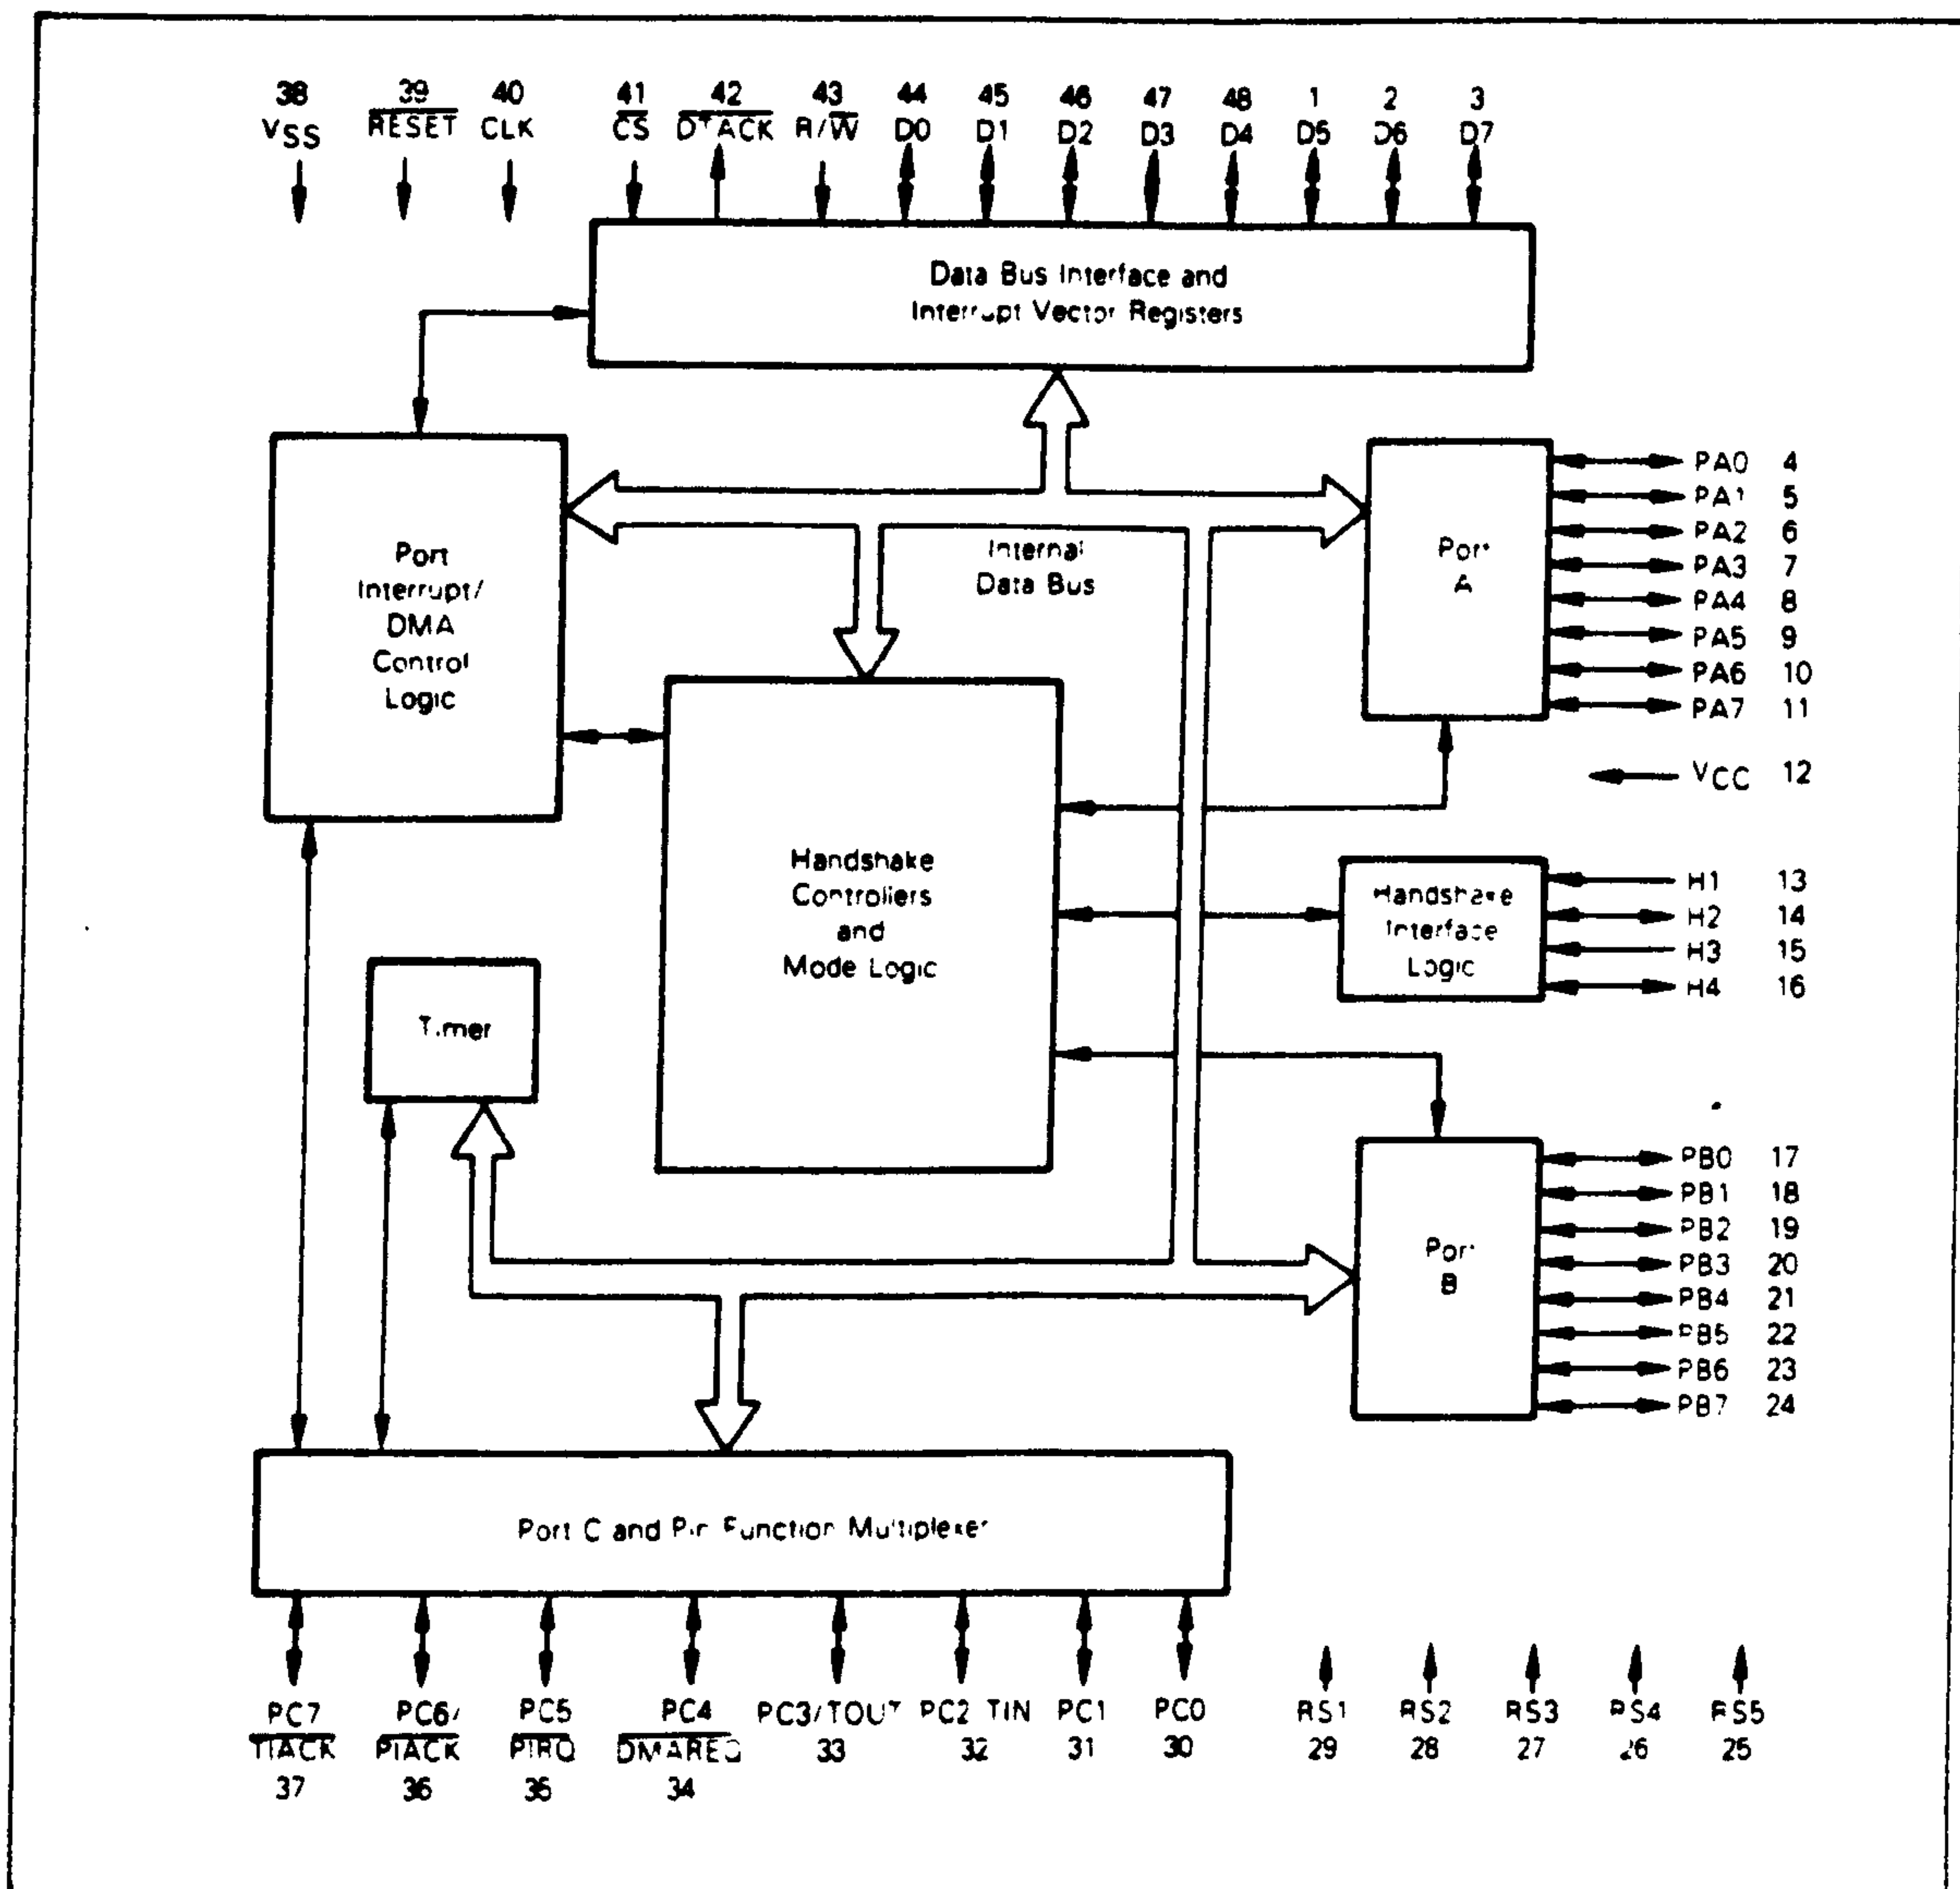 38 39 40 41 42 43 44 45 46 47 48 1 2 3
VSS RESET CLK CS DTACK R/W D0 D1 D2 D3 D4 D5 D6 D7
Data Bus Interface and
Interrupt Vector Registers
Port
Interrupt/
DMA
Control
Logic
Internal
Data Bus
Port
A
PA0 4
PA1 5
PA2 6
PA3 7
PA4 8
PA5 9
PA6 10
PA7 11
VCC 12
Handshake
Controllers
and
Mode Logic
Handshake
Interface
Logic
H1 13
H2 14
H3 15
H4 16
Timer
Port
B
PB0 17
PB1 18
PB2 19
PB3 20
PB4 21
PB5 22
PB6 23
PB7 24
Port C and Pin Function Multiplexer
PC7 PC6/ PC5 PC4 PC3/TOUT PC2 TIN PC1 PC0 RS1 RS2 RS3 RS4 RS5
TIACK PIACK PIRQ DMAREQ 33 32 31 30 29 28 27 26 25
37 36 35 34